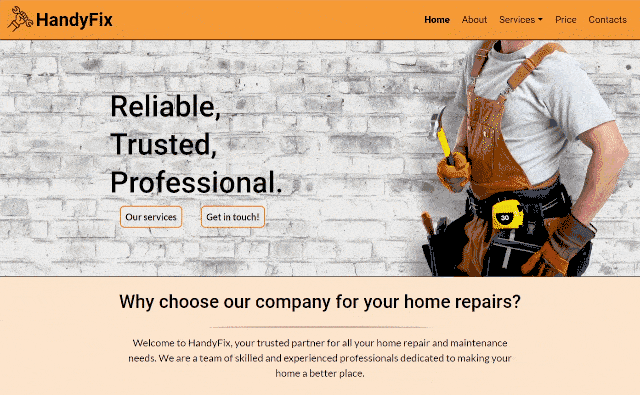 HandyFix
Home About Services Price Contacts
Reliable,
Trusted,
Professional.
Our services Get in touch!
30
Why choose our company for your home repairs?
Welcome to HandyFix, your trusted partner for all your home repair and maintenance
needs. We are a team of skilled and experienced professionals dedicated to making your
home a better place.